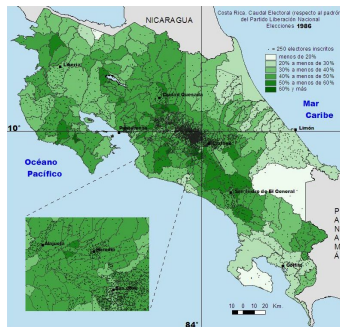 NICARAGUA
Costa Rica. Caudal Electoral respecto al padrón
del Partido Liberación Nacional
Elecciones 1986
= 250 electores inscritos
menos de 20%
20% a menos de 30%
30% a menos de 40%
40% a menos de 50%
50% a menos de 60%
60% y más
Liberia
Ciudad Quesada
Mar
Caribe
10°
Puntarenas
Limón
Océano
Pacífico
San Isidro de El General
PANAMÁ
Alajuela
Heredia
San José
10 0 10 20 Km.
84°